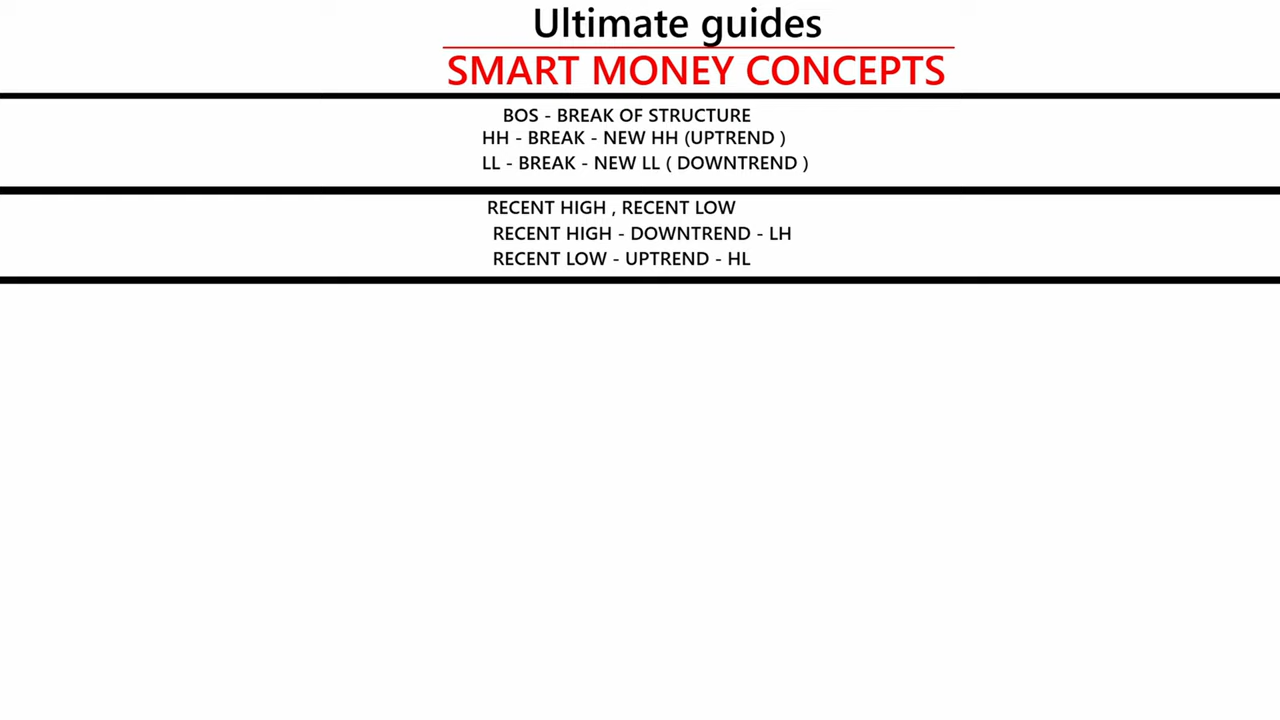 Ultimate guides
SMART MONEY CONCEPTS
BOS - BREAK OF STRUCTURE
HH - BREAK - NEW HH (UPTREND )
LL - BREAK - NEW LL ( DOWNTREND )
RECENT HIGH , RECENT LOW
RECENT HIGH - DOWNTREND - LH
RECENT LOW - UPTREND - HL